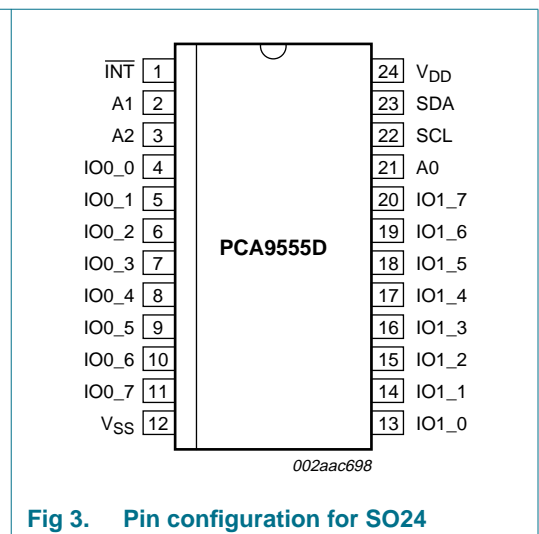 INT 1
A1 2
A2 3
IO0_0 4
IO0_1 5
IO0_2 6
IO0_3 7
IO0_4 8
IO0_5 9
IO0_6 10
IO0_7 11
VSS 12
PCA9555D
24 VDD
23 SDA
22 SCL
21 A0
20 IO1_7
19 IO1_6
18 IO1_5
17 IO1_4
16 IO1_3
15 IO1_2
14 IO1_1
13 IO1_0
002aac698
Fig 3. Pin configuration for SO24